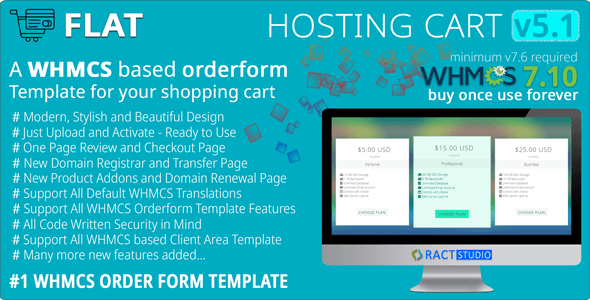 FLAT
HOSTING CART v5.1
minimum v7.6 required
WHMCS 7.10
buy once use forever
A WHMCS based orderform
Template for your shopping cart
# Modern, Stylish and Beautiful Design
# Just Upload and Activate - Ready to Use
# One Page Review and Checkout Page
# New Domain Registrar and Transfer Page
# New Product Addons and Domain Renewal Page
# Support All Default WHMCS Translations
# Support All WHMCS Orderform Template Features
# All Code Written Security in Mind
# Support All WHMCS based Client Area Template
# Many more new features added...
#1 WHMCS ORDER FORM TEMPLATE
$5.00 USD
Personal
CHOOSE PLAN
$15.00 USD
Professional
CHOOSE PLAN
$25.00 USD
Business
CHOOSE PLAN
RACTSTUDIO